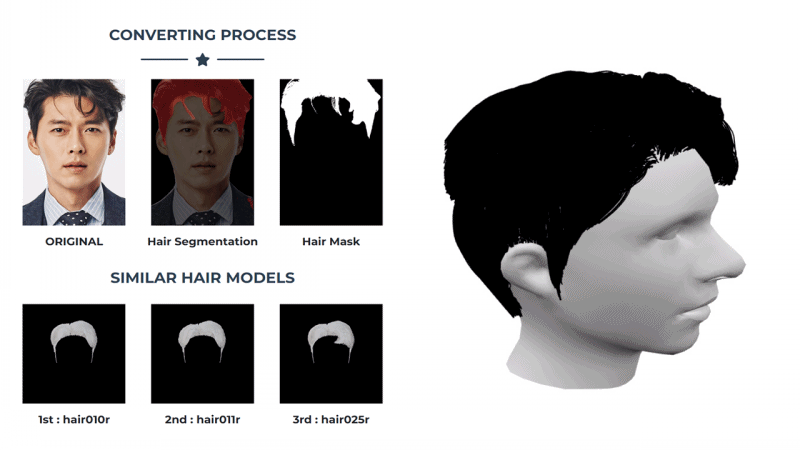 CONVERTING PROCESS
ORIGINAL
Hair Segmentation
Hair Mask
SIMILAR HAIR MODELS
1st : hair010r
2nd : hair011r
3rd : hair025r